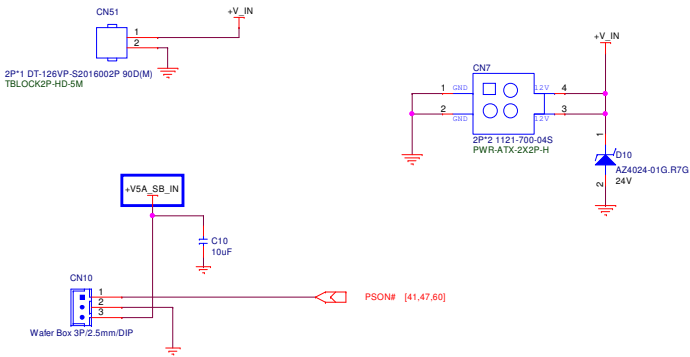 CN51
+V_IN
1
2
2P*1 DT-126VP-S2016002P 90D(M)
TBLOCK2P-HD-5M
+V_IN
CN7
1 GND 12V 4
2 GND 12V 3
2P*2 1121-700-04S
PWR-ATX-2X2P-H
1
D10
AZ4024-01G.R7G
2 24V
+V5A_SB_IN
C10
10uF
CN10
1
2
3
PSON# [41,47,60]
Wafer Box 3P/2.5mm/DIP